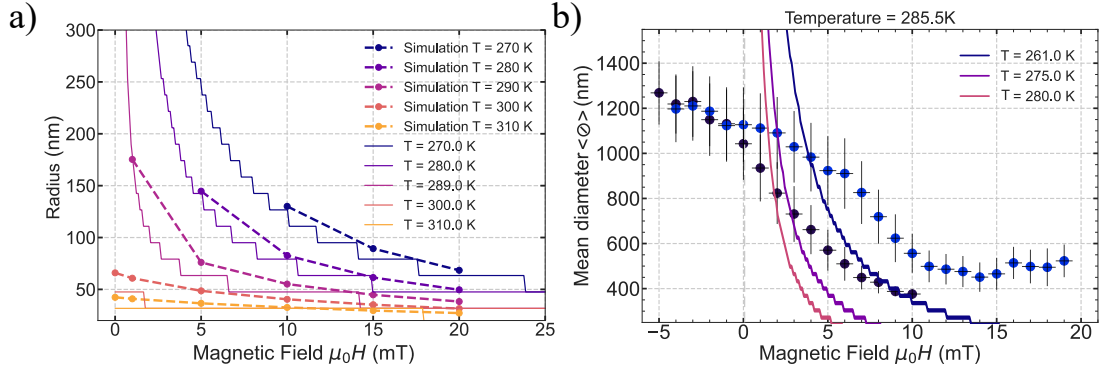 a)
Radius (nm)
300
250
200
150
100
50
0
5
10
15
20
25
Magnetic Field μ₀H (mT)
Simulation T = 270 K
Simulation T = 280 K
Simulation T = 290 K
Simulation T = 300 K
Simulation T = 310 K
T = 270.0 K
T = 280.0 K
T = 289.0 K
T = 300.0 K
T = 310.0 K
b)
Temperature = 285.5K
Mean diameter <∅> (nm)
1400
1200
1000
800
600
400
−5
0
5
10
15
20
Magnetic Field μ₀H (mT)
T = 261.0 K
T = 275.0 K
T = 280.0 K